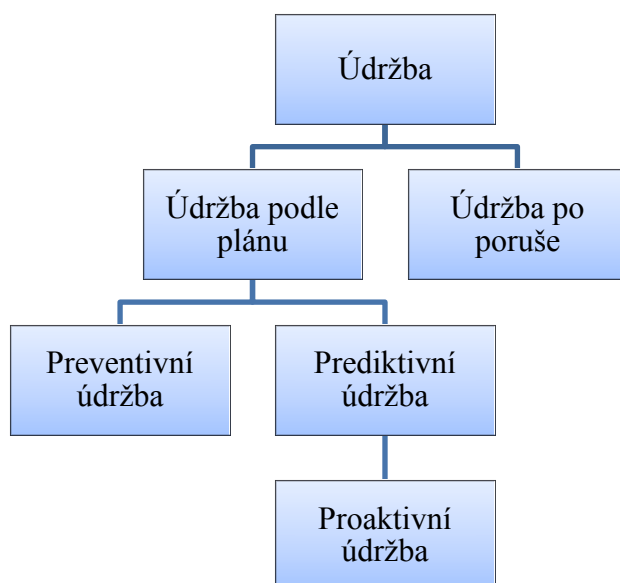 Údržba
Údržba podle
plánu
Údržba po
poruše
Preventivní
údržba
Prediktivní
údržba
Proaktivní
údržba